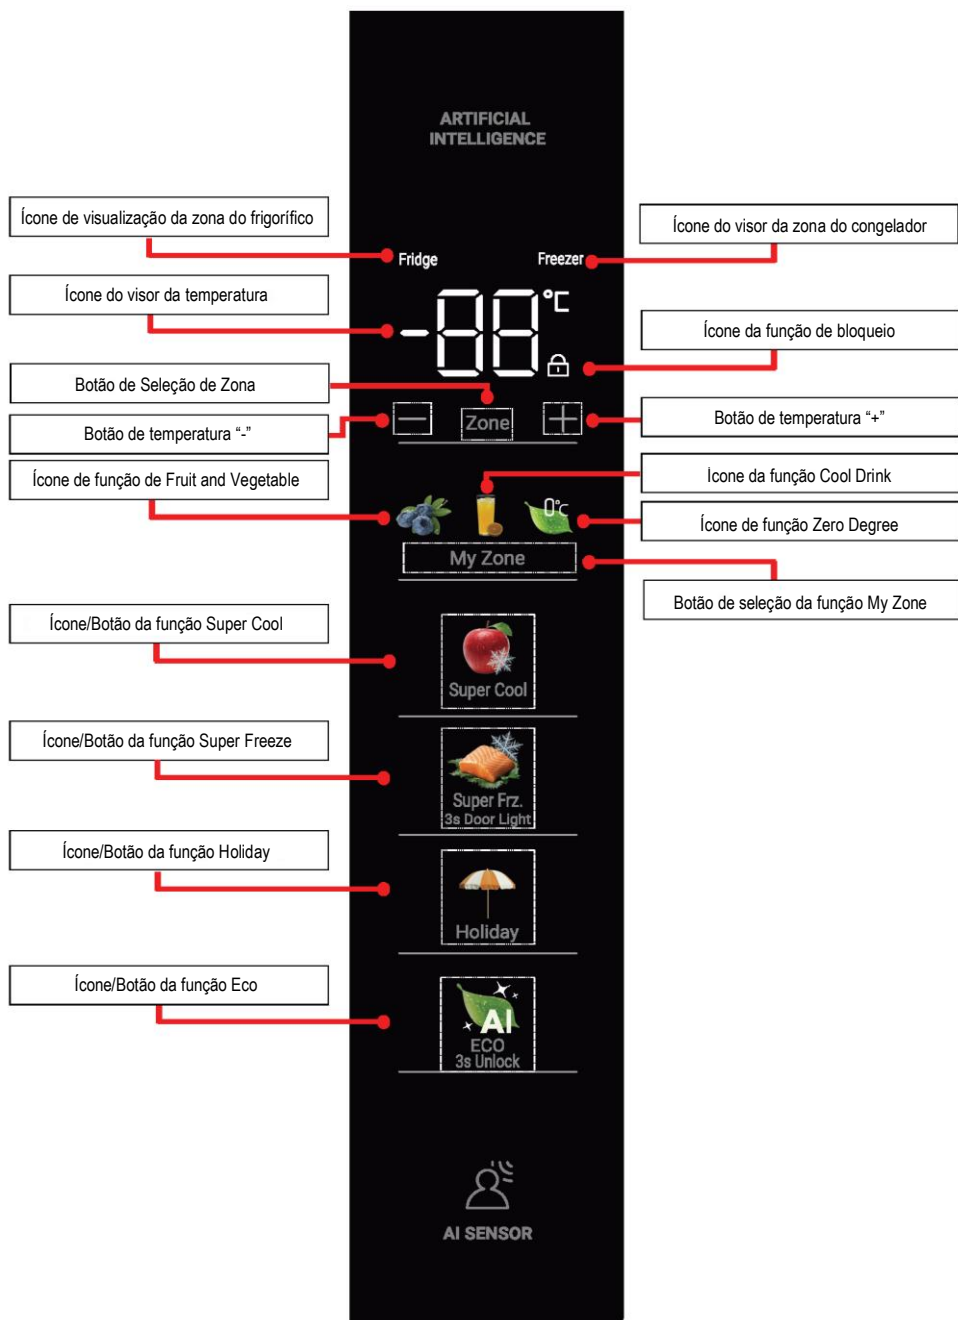 ARTIFICIAL
INTELLIGENCE
Ícone de visualização da zona do frigorífico
Ícone do visor da zona do congelador
Fridge
Freezer
Ícone do visor da temperatura
-88
°C
Ícone da função de bloqueio
Botão de Seleção de Zona
Zone
Botão de temperatura “-”
Botão de temperatura “+”
Ícone de função de Fruit and Vegetable
Ícone da função Cool Drink
0°c
Ícone de função Zero Degree
My Zone
Botão de seleção da função My Zone
Ícone/Botão da função Super Cool
Super Cool
Ícone/Botão da função Super Freeze
Super Frz.
3s Door Light
Ícone/Botão da função Holiday
Holiday
Ícone/Botão da função Eco
AI
ECO
3s Unlock
AI SENSOR